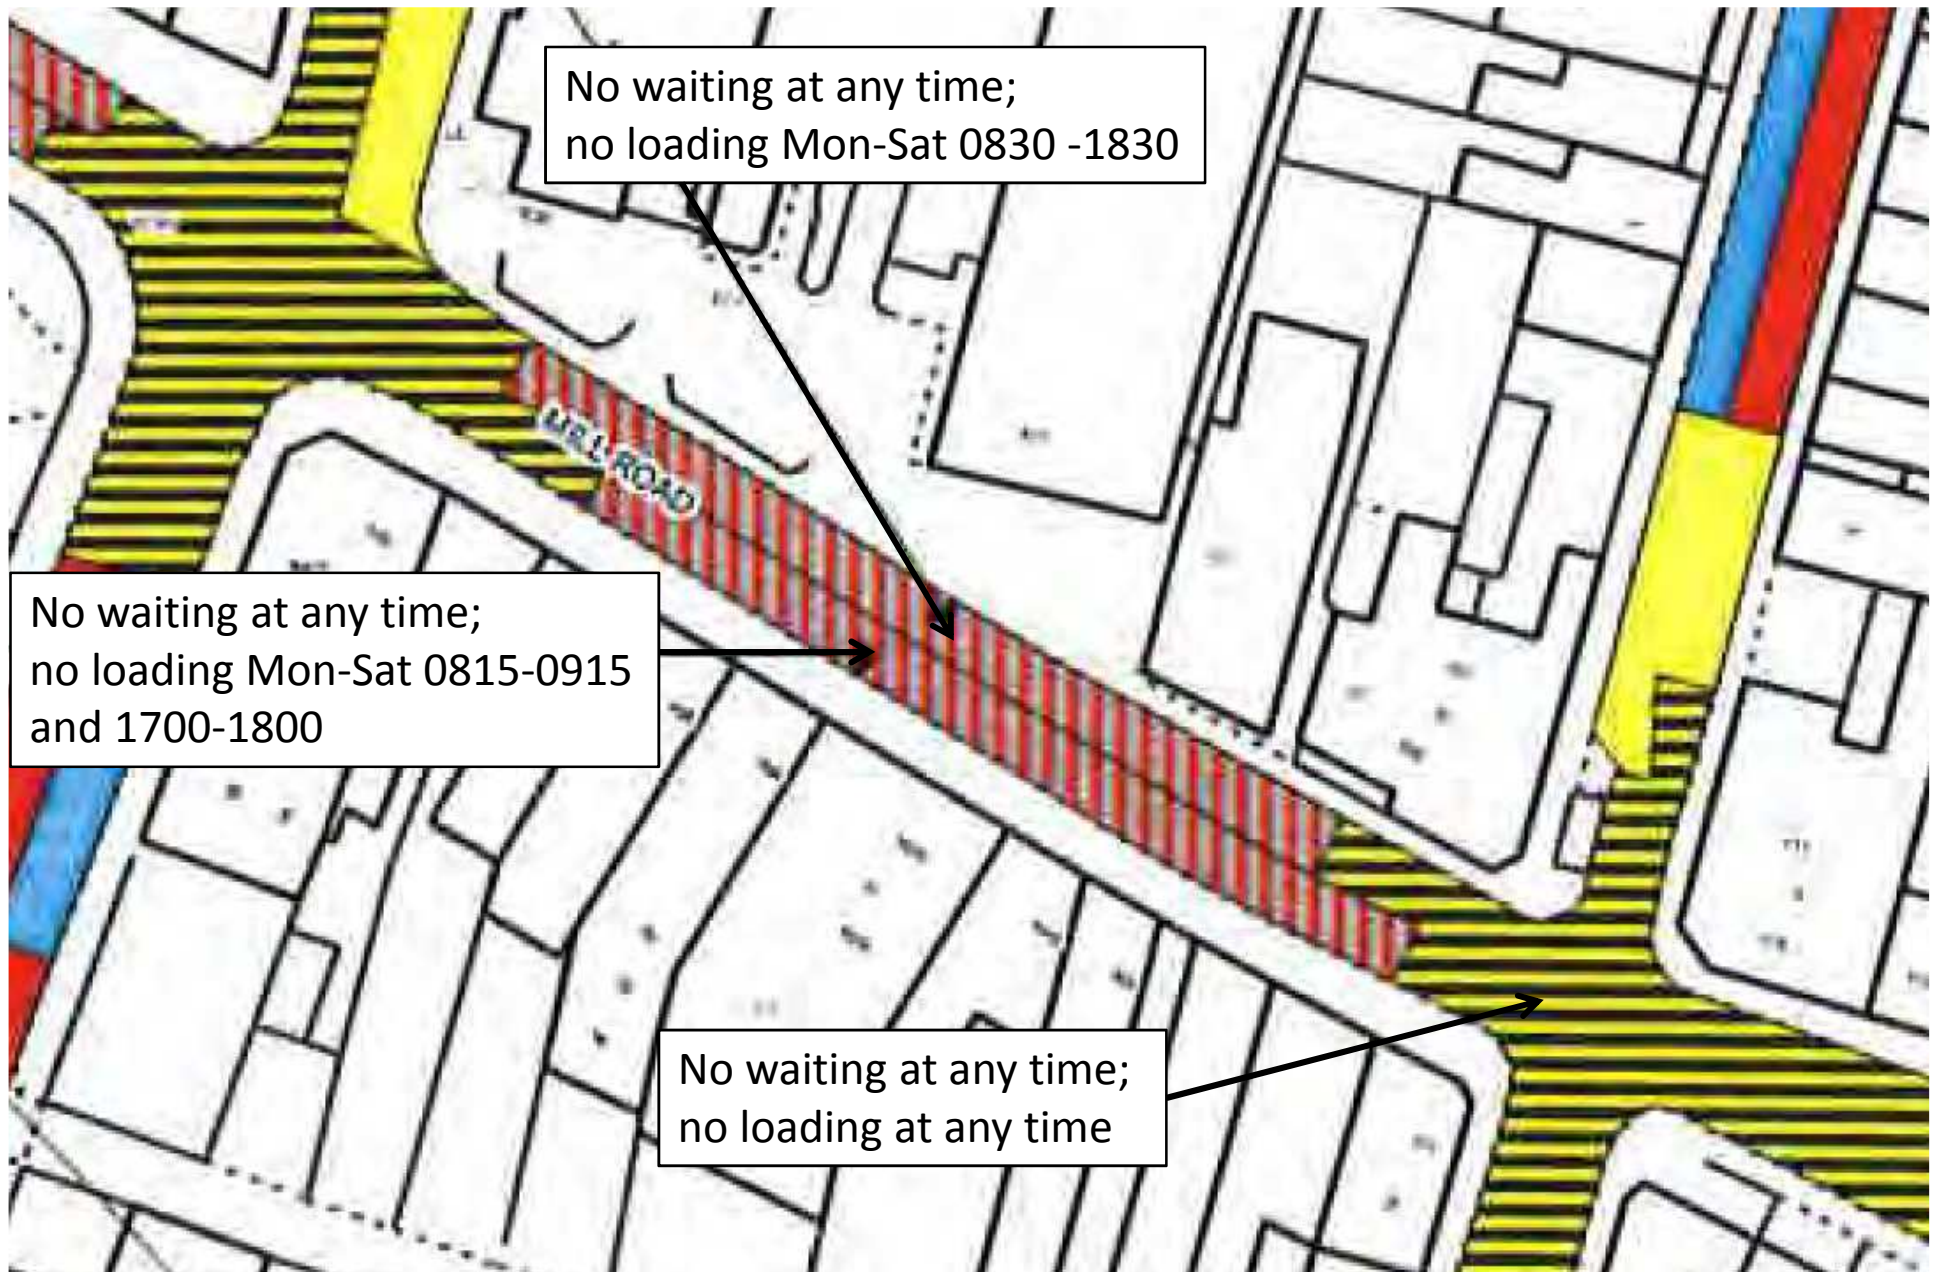 No waiting at any time;
no loading Mon-Sat 0830 -1830
MILL ROAD
No waiting at any time;
no loading Mon-Sat 0815-0915
and 1700-1800
No waiting at any time;
no loading at any time